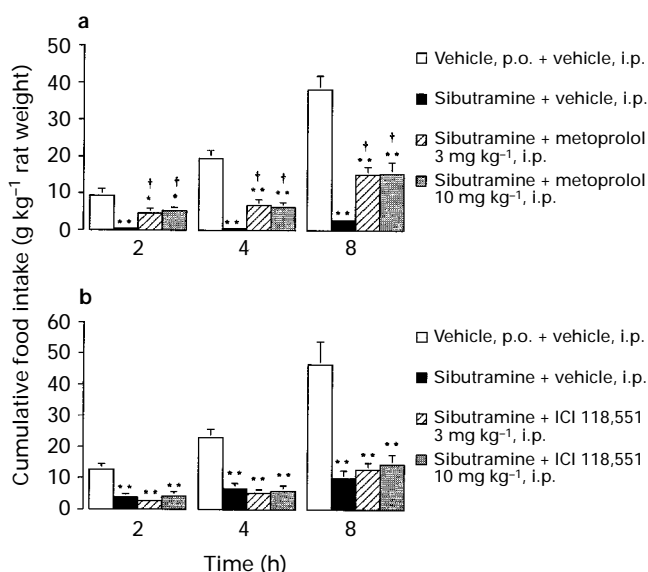 a
Cumulative food intake (g kg⁻¹ rat weight)
50
40
30
20
10
0
** * •
** ** **
** ** **
† †
† †
† †
2 4 8
Vehicle, p.o. + vehicle, i.p.
Sibutramine + vehicle, i.p.
Sibutramine + metoprolol
3 mg kg⁻¹, i.p.
Sibutramine + metoprolol
10 mg kg⁻¹, i.p.
b
60
50
40
30
20
10
0
** ** **
** ** **
** ** **
2 4 8
Time (h)
Vehicle, p.o. + vehicle, i.p.
Sibutramine + vehicle, i.p.
Sibutramine + ICI 118,551
3 mg kg⁻¹, i.p.
Sibutramine + ICI 118,551
10 mg kg⁻¹, i.p.